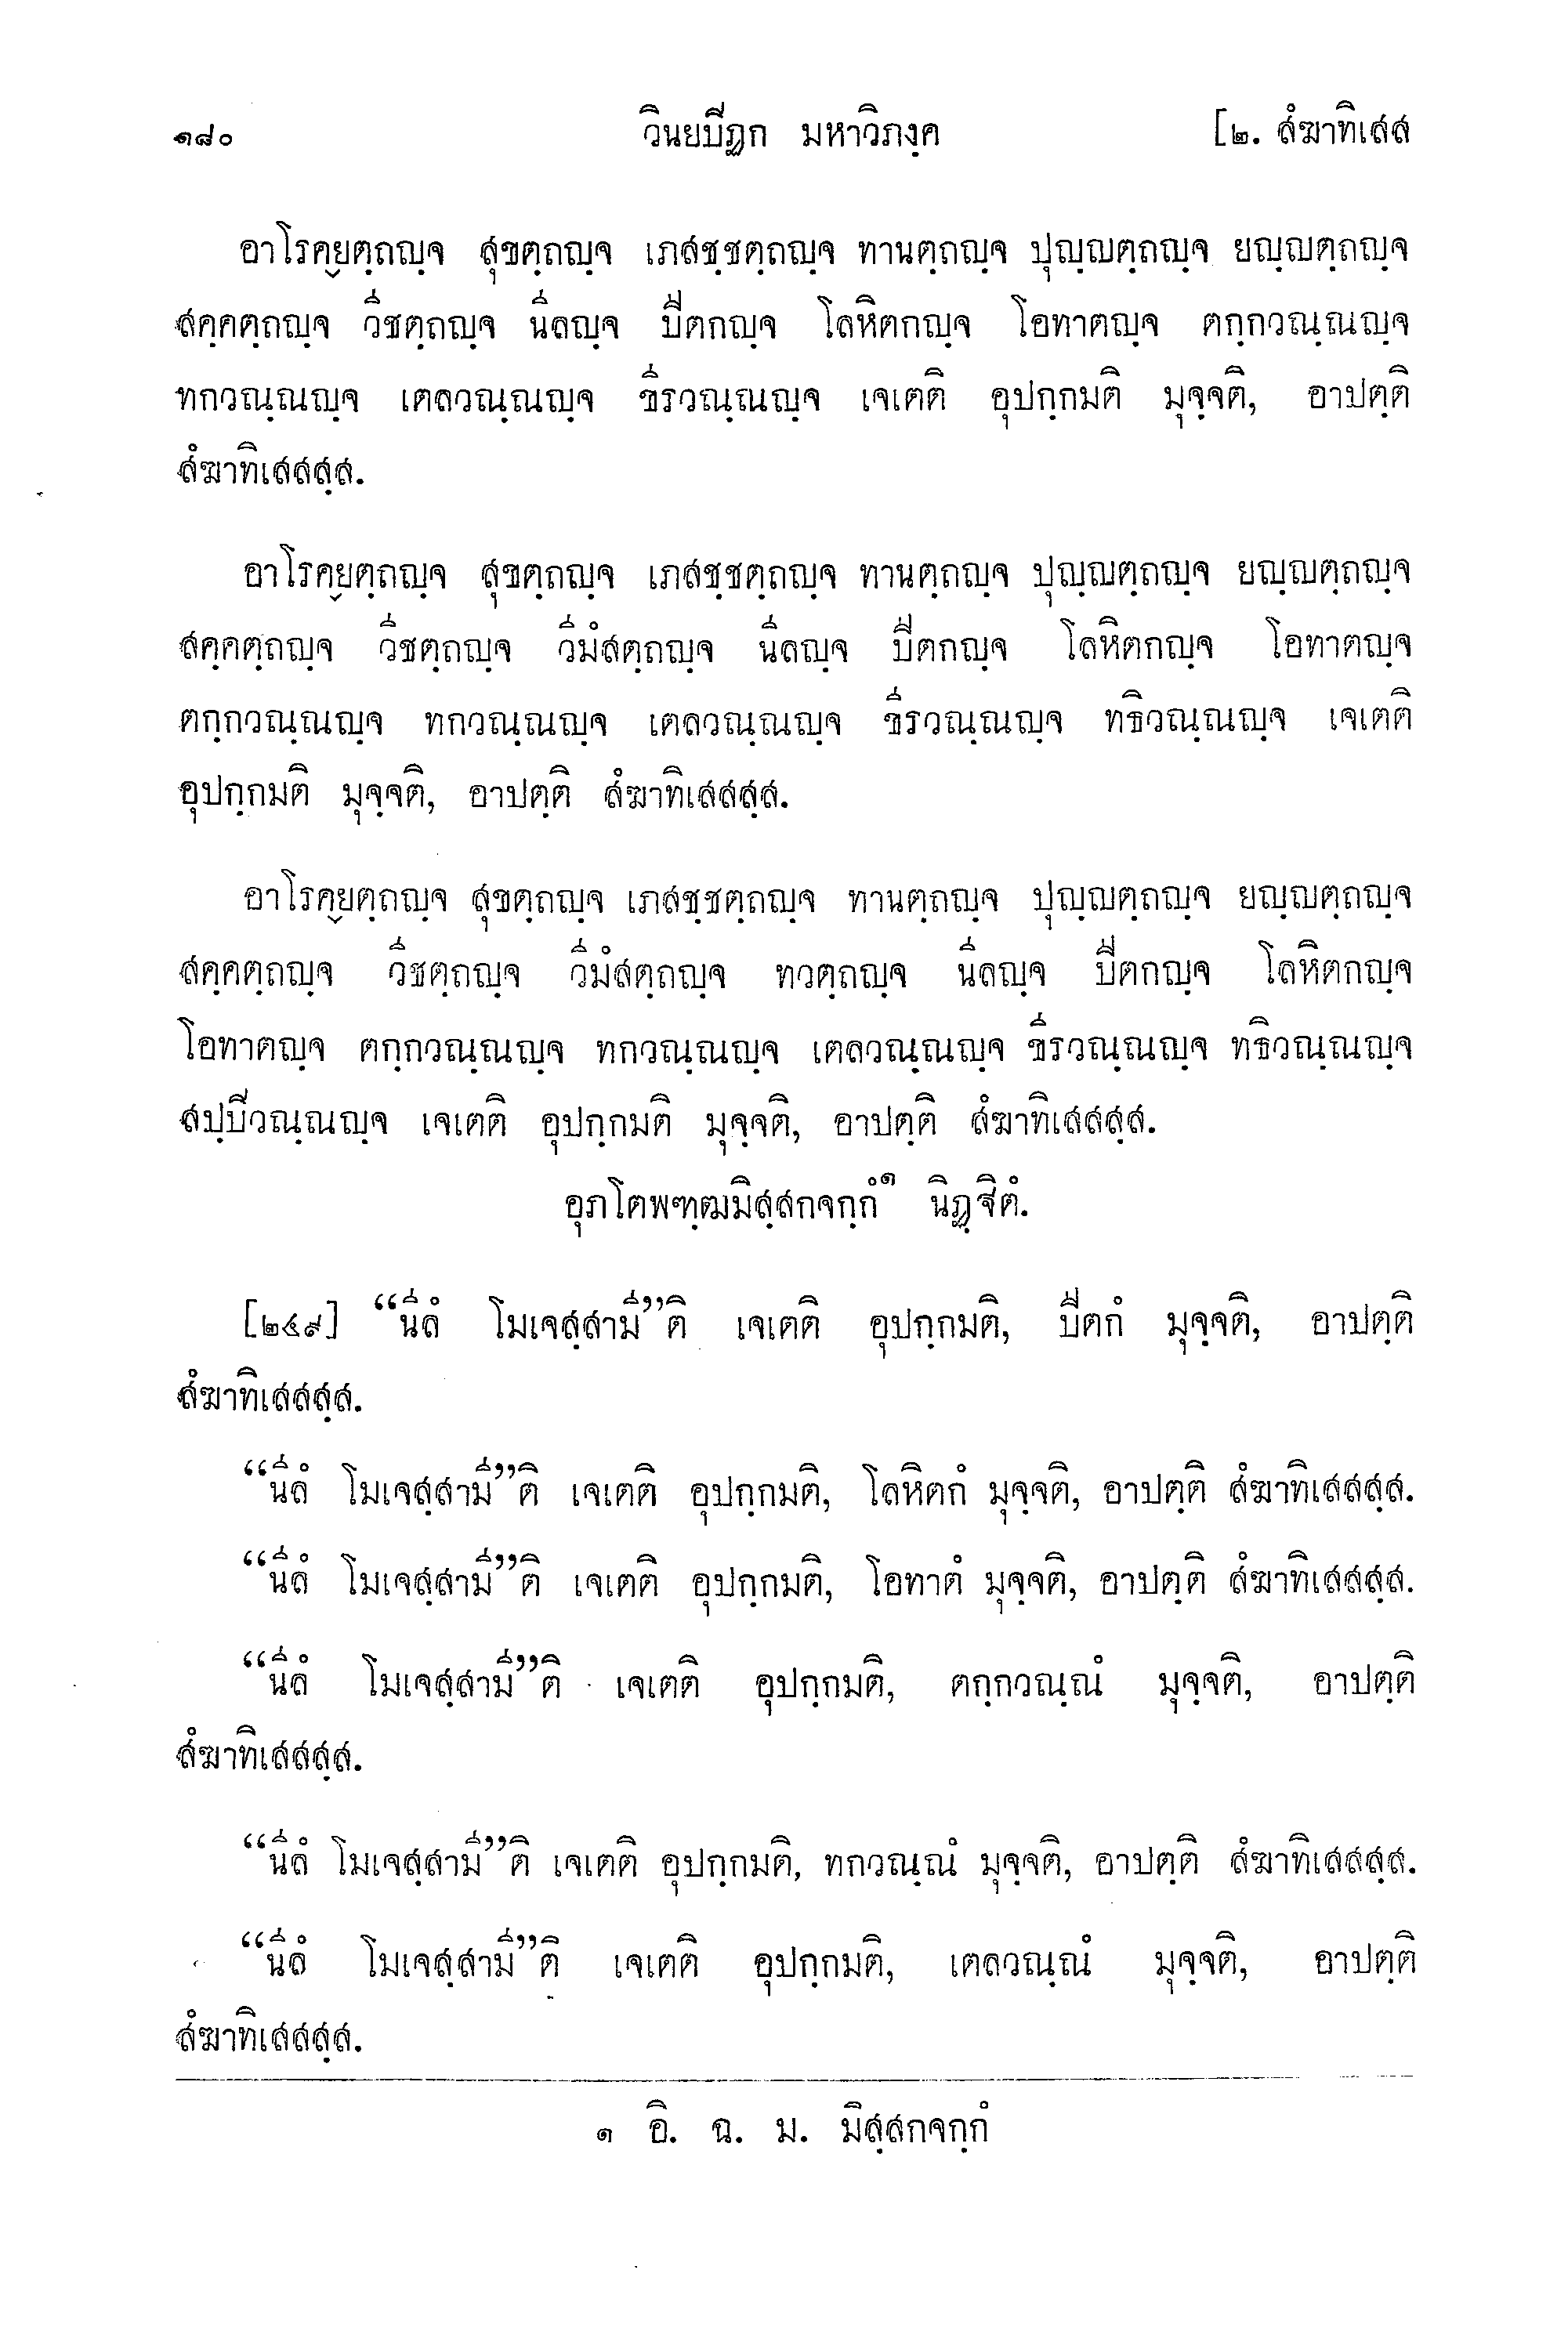 ๑๘๐ วินยปีฏก มหาวิภงฺค [๒. สํฆาทิเสส
อาโรคฺยตฺถญฺจ สุขตฺถญฺจ เภสชฺชตฺถญฺจ ทานตฺถญฺจ ปุญฺญตฺถญฺจ ยญฺญตฺถญฺจ
สคฺคตฺถญฺจ วีชตฺถญฺจ นีลญฺจ ปีตกญฺจ โลหิตกญฺจ โอทาตญฺจ ตกฺกวณฺณญฺจ
ทกวณฺณญฺจ เตลวณฺณญฺจ ขีรวณฺณญฺจ เจเตติ อุปกฺกมติ มุจฺจติ, อาปตฺติ
สํฆาทิเสสสฺส.
อาโรคฺยตฺถญฺจ สุขตฺถญฺจ เภสชฺชตฺถญฺจ ทานตฺถญฺจ ปุญฺญตฺถญฺจ ยญฺญตฺถญฺจ
สคฺคตฺถญฺจ วีชตฺถญฺจ วีมํสตฺถญฺจ นีลญฺจ ปีตกญฺจ โลหิตกญฺจ โอทาตญฺจ
ตกฺกวณฺณญฺจ ทกวณฺณญฺจ เตลวณฺณญฺจ ขีรวณฺณญฺจ ทธิวณฺณญฺจ เจเตติ
อุปกฺกมติ มุจฺจติ, อาปตฺติ สํฆาทิเสสสฺส.
อาโรคฺยตฺถญฺจ สุขตฺถญฺจ เภสชฺชตฺถญฺจ ทานตฺถญฺจ ปุญฺญตฺถญฺจ ยญฺญตฺถญฺจ
สคฺคตฺถญฺจ วีชตฺถญฺจ วีมํสตฺถญฺจ ทวตฺถญฺจ นีลญฺจ ปีตกญฺจ โลหิตกญฺจ
โอทาตญฺจ ตกฺกวณฺณญฺจ ทกวณฺณญฺจ เตลวณฺณญฺจ ขีรวณฺณญฺจ ทธิวณฺณญฺจ
สปฺปิวณฺณญฺจ เจเตติ อุปกฺกมติ มุจฺจติ, อาปตฺติ สํฆาทิเสสสฺส.
อุภโตพทฺธมิสฺสกจกฺกํ๑ นิฏฺฐิตํ.
[๒๔๙] “นีลํ โมเจสฺสามี”ติ เจเตติ อุปกฺกมติ, ปีตกํ มุจฺจติ, อาปตฺติ
สํฆาทิเสสสฺส.
“นีลํ โมเจสฺสามี”ติ เจเตติ อุปกฺกมติ, โลหิตกํ มุจฺจติ, อาปตฺติ สํฆาทิเสสสฺส.
“นีลํ โมเจสฺสามี”ติ เจเตติ อุปกฺกมติ, โอทาตํ มุจฺจติ, อาปตฺติ สํฆาทิเสสสฺส.
“นีลํ โมเจสฺสามี”ติ เจเตติ อุปกฺกมติ, ตกฺกวณฺณํ มุจฺจติ, อาปตฺติ
สํฆาทิเสสสฺส.
“นีลํ โมเจสฺสามี”ติ เจเตติ อุปกฺกมติ, ทกวณฺณํ มุจฺจติ, อาปตฺติ สํฆาทิเสสสฺส.
“นีลํ โมเจสฺสามี”ติ เจเตติ อุปกฺกมติ, เตลวณฺณํ มุจฺจติ, อาปตฺติ
สํฆาทิเสสสฺส.
๑ อิ. ฉ. ม. มิสฺสกจกฺกํ